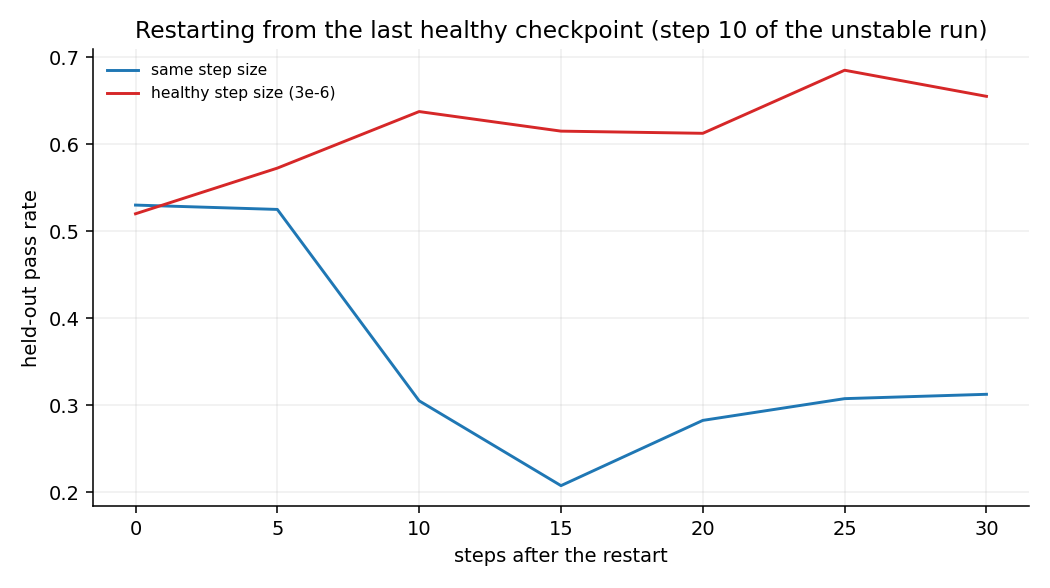 Restarting from the last healthy checkpoint (step 10 of the unstable run)
same step size
healthy step size (3e-6)
held-out pass rate
0.7
0.6
0.5
0.4
0.3
0.2
0
5
10
15
20
25
30
steps after the restart